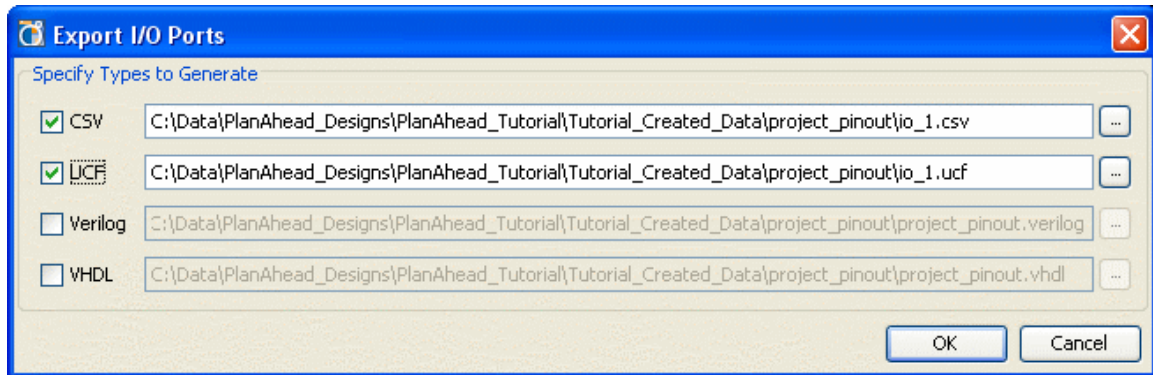 Export I/O Ports
Specify Types to Generate
CSV C:\Data\PlanAhead_Designs\PlanAhead_Tutorial\Tutorial_Created_Data\project_pinout\io_1.csv ...
UCF C:\Data\PlanAhead_Designs\PlanAhead_Tutorial\Tutorial_Created_Data\project_pinout\io_1.ucf ...
Verilog C:\Data\PlanAhead_Designs\PlanAhead_Tutorial\Tutorial_Created_Data\project_pinout\project_pinout.verilog ...
VHDL C:\Data\PlanAhead_Designs\PlanAhead_Tutorial\Tutorial_Created_Data\project_pinout\project_pinout.vhdl ...
OK Cancel